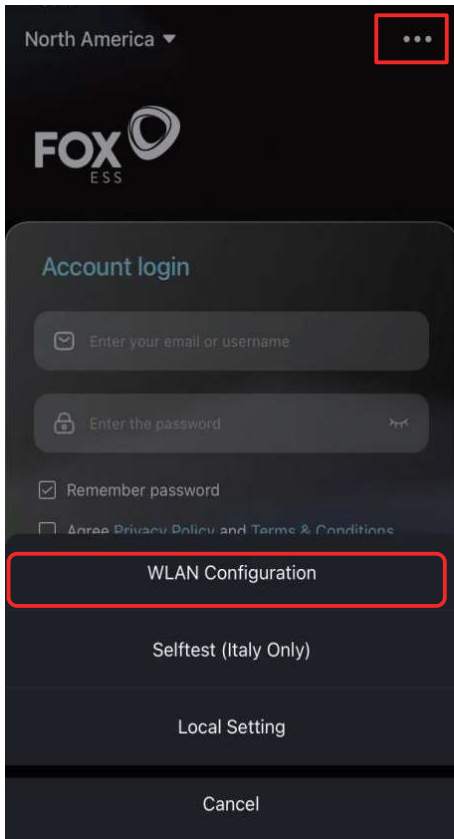 North America
FOX
ESS
Account login
Enter your email or username
Enter the password
Remember password
Agree Privacy Policy and Terms & Conditions
WLAN Configuration
Selftest (Italy Only)
Local Setting
Cancel